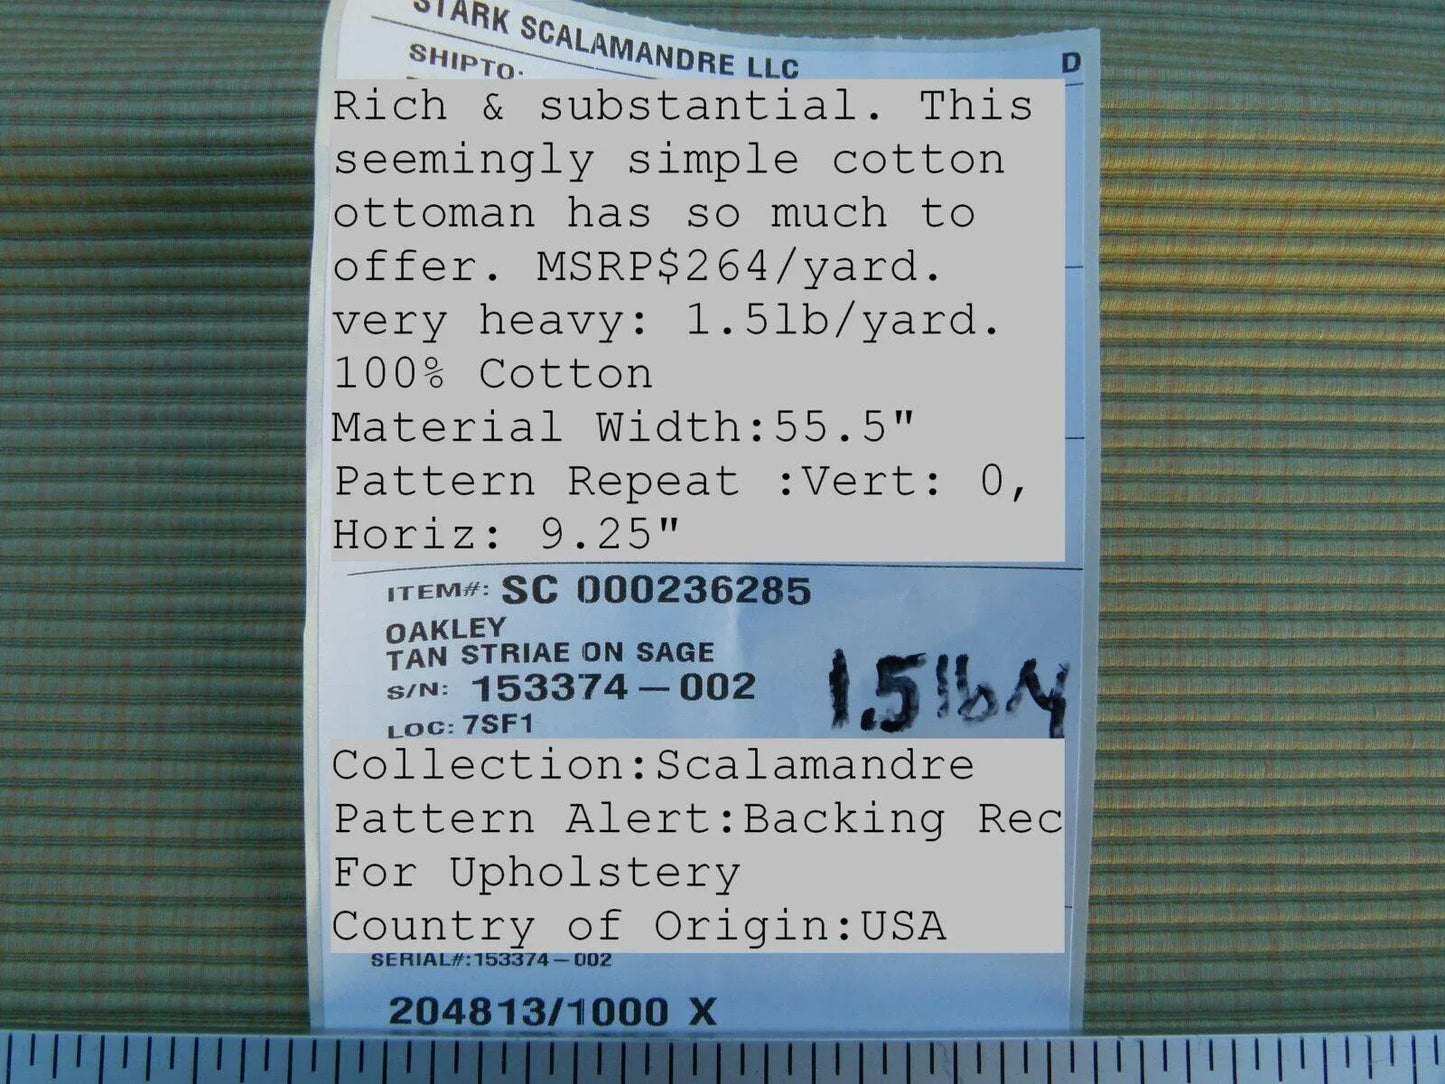 STARK SCALAMANDRE LLC
SHIPTO:
D
Rich & substantial. This
seemingly simple cotton
ottoman has so much to
offer. MSRP$264/yard.
very heavy: 1.5lb/yard.
100% Cotton
Material Width:55.5"
Pattern Repeat :Vert: 0,
Horiz: 9.25"
ITEM#: SC 000236285
OAKLEY
TAN STRIAE ON SAGE
S/N: 153374-002
1.5lby
LOC: 7SF1
Collection:Scalamandre
Pattern Alert:Backing Rec
For Upholstery
Country of Origin:USA
SERIAL#:153374-002
204813/1000 X